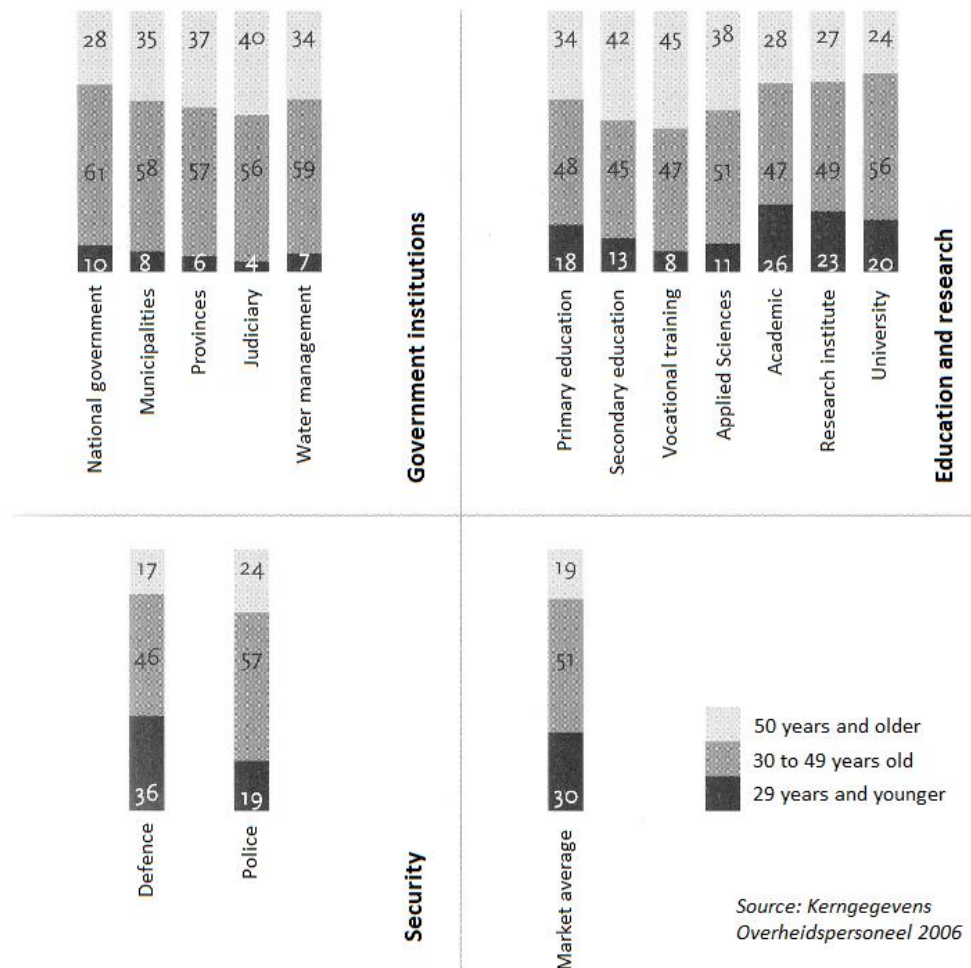 28 35 37 40 34
61 58 57 56 59
10 8 6 4 7
National government
Municipalities
Provinces
Judiciary
Water management
Government institutions
34 42 45 38 28 27 24
48 45 47 51 47 49 56
18 13 8 11 26 23 20
Primary education
Secondary education
Vocational training
Applied Sciences
Academic
Research institute
University
Education and research
17 24
46 57
36 19
Defence
Police
Security
19
51
30
Market average
50 years and older
30 to 49 years old
29 years and younger
Source: Kerngegevens
Overheidspersoneel 2006